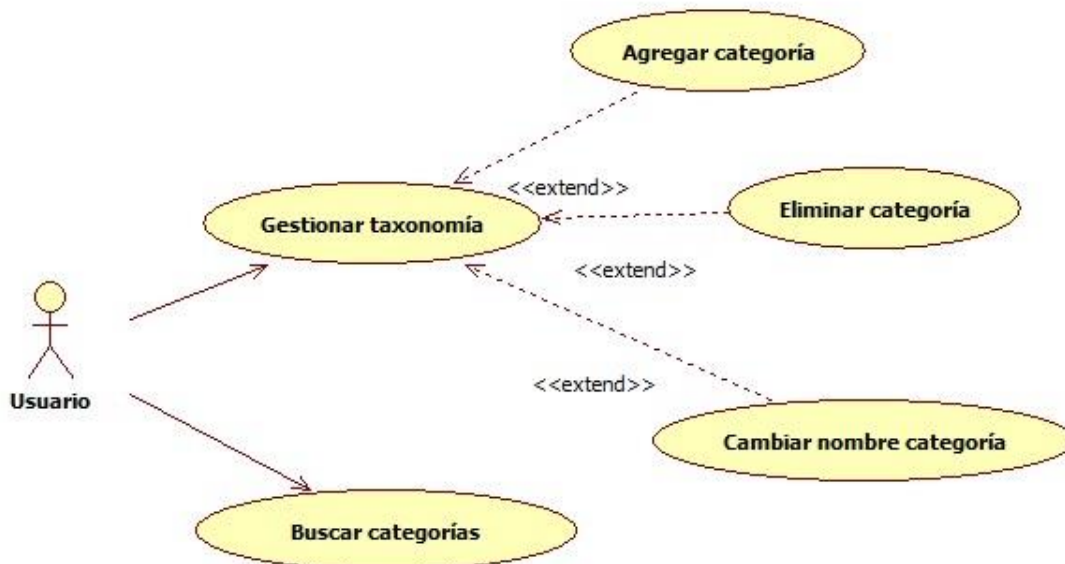 Agregar categoría
<<extend>>
Eliminar categoría
Gestionar taxonomía
<<extend>>
<<extend>>
Usuario
Cambiar nombre categoría
Buscar categorías